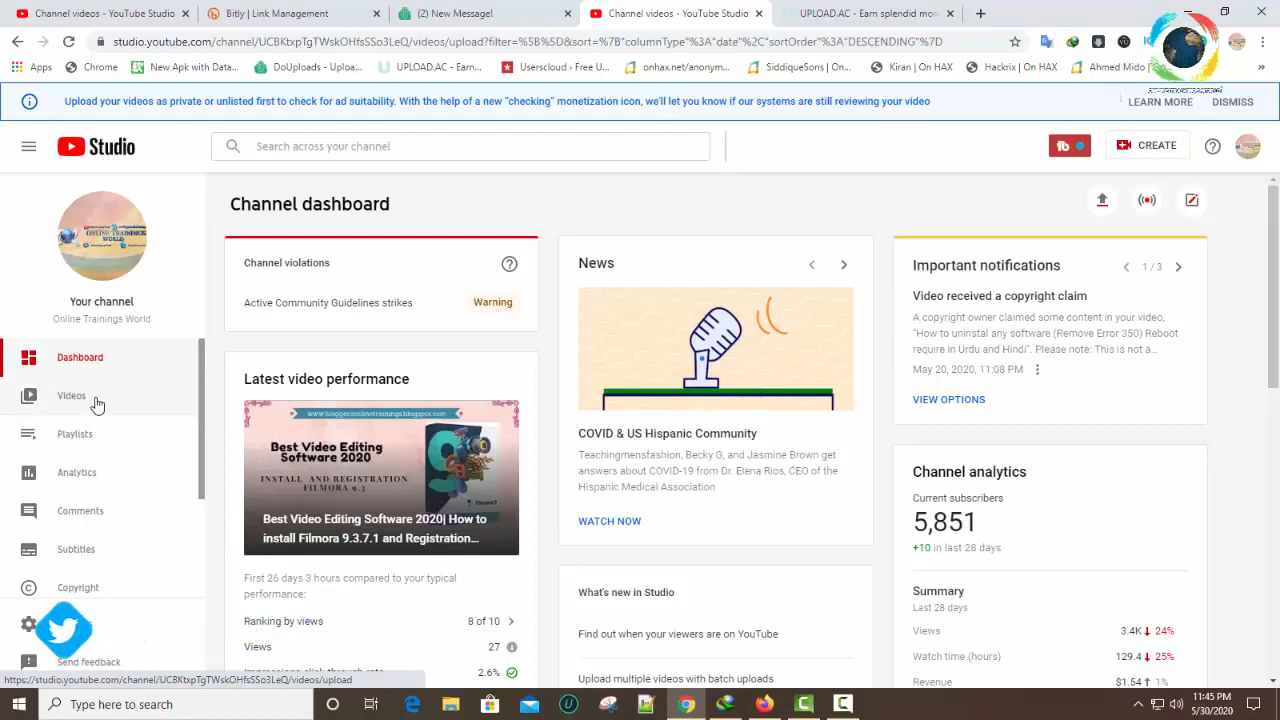 Channel videos - YouTube Studio
Bitly | Link Management
(2) New Message!
Channel videos - YouTube Studio
UPLOAD.AC - Earn splendid mon
studio.youtube.com/channel/UCBKtxpTgTWskOHfsSSo3LeQ/videos/upload?filter=%5B%5D&sort=%7B"columnType"%3A"date"%2C"sortOrder"%3A"DESCENDING"%7D
Apps
Chrome
New Apk with Data...
DoUploads - Uploa...
UPLOAD.AC - Ear...
Userscloud - Free U...
onhax.net/anonym...
SiddiqueSons | On...
Kiran | On HAX
Hackrix | On HAX
Ahmed Mido |
Upload your videos as private or unlisted first to check for ad suitability. With the help of a new "checking" monetization icon, we'll let you know if our systems are still reviewing your video
LEARN MORE
DISMISS
Studio
Search across your channel
CREATE
Your channel
Online Trainings World
Dashboard
Videos
Playlists
Analytics
Comments
Subtitles
Copyright
Send feedback
Channel dashboard
Channel violations
Active Community Guidelines strikes
Warning
Latest video performance
www.bloggeronlinetrainings.blogspot.com
Best Video Editing
Software 2020
INSTALL AND REGISTRATION
FILMORA 9.3
Best Video Editing Software 2020| How to
install Filmora 9.3.7.1 and Registration...
First 26 days 3 hours compared to your typical
performance:
Ranking by views
8 of 10
Views
27
Impressions click-through rate
2.6%
News
COVID & US Hispanic Community
Teachingmensfashion, Becky G, and Jasmine Brown get
answers about COVID-19 from Dr. Elena Rios, CEO of the
Hispanic Medical Association
WATCH NOW
What's new in Studio
Find out when your viewers are on YouTube
Upload multiple videos with batch uploads
Important notifications
1 / 3
Video received a copyright claim
A copyright owner claimed some content in your video,
"How to uninstal any software (Remove Error 350) Reboot
require in Urdu and Hindi". Please note: This is not a...
May 20, 2020, 11:08 PM
VIEW OPTIONS
Channel analytics
Current subscribers
5,851
+10 in last 28 days
Summary
Last 28 days
Views
3.4K 24%
Watch time (hours)
129.4 25%
Revenue
$1.54 1%
https://studio.youtube.com/channel/UCBKtxpTgTWskOHfsSSo3LeQ/videos/upload
Type here to search
11:45 PM
5/30/2020